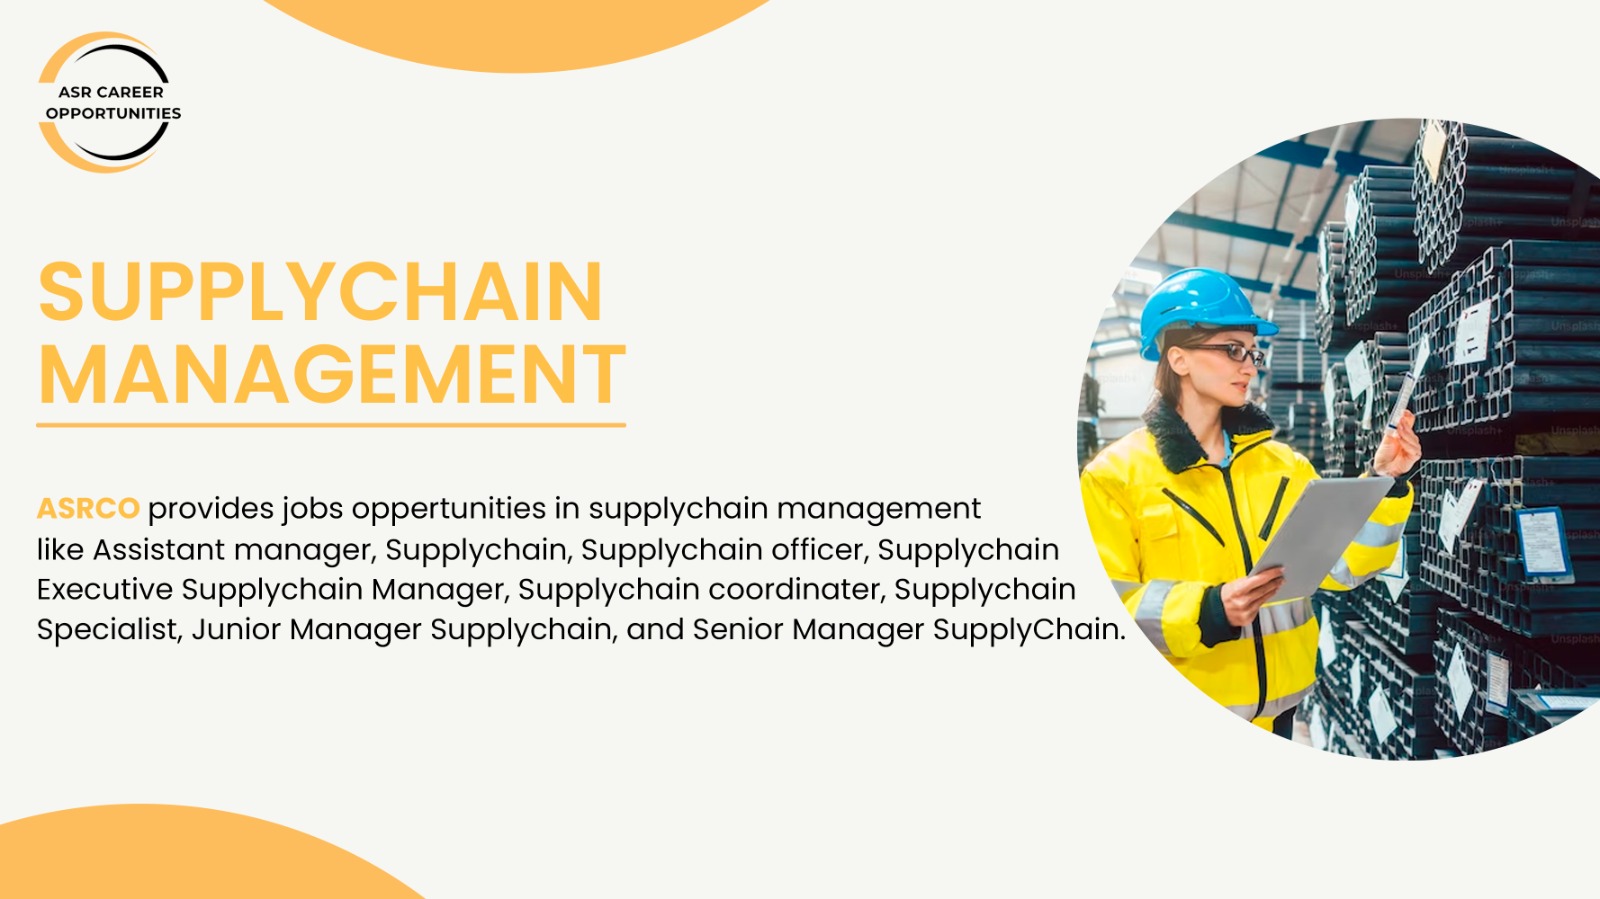 ASR CAREER
OPPORTUNITIES
SUPPLYCHAIN
MANAGEMENT
ASRCO provides jobs oppertunities in supplychain management
like Assistant manager, Supplychain, Supplychain officer, Supplychain
Executive Supplychain Manager, Supplychain coordinater, Supplychain
Specialist, Junior Manager Supplychain, and Senior Manager SupplyChain.
Unsplash+